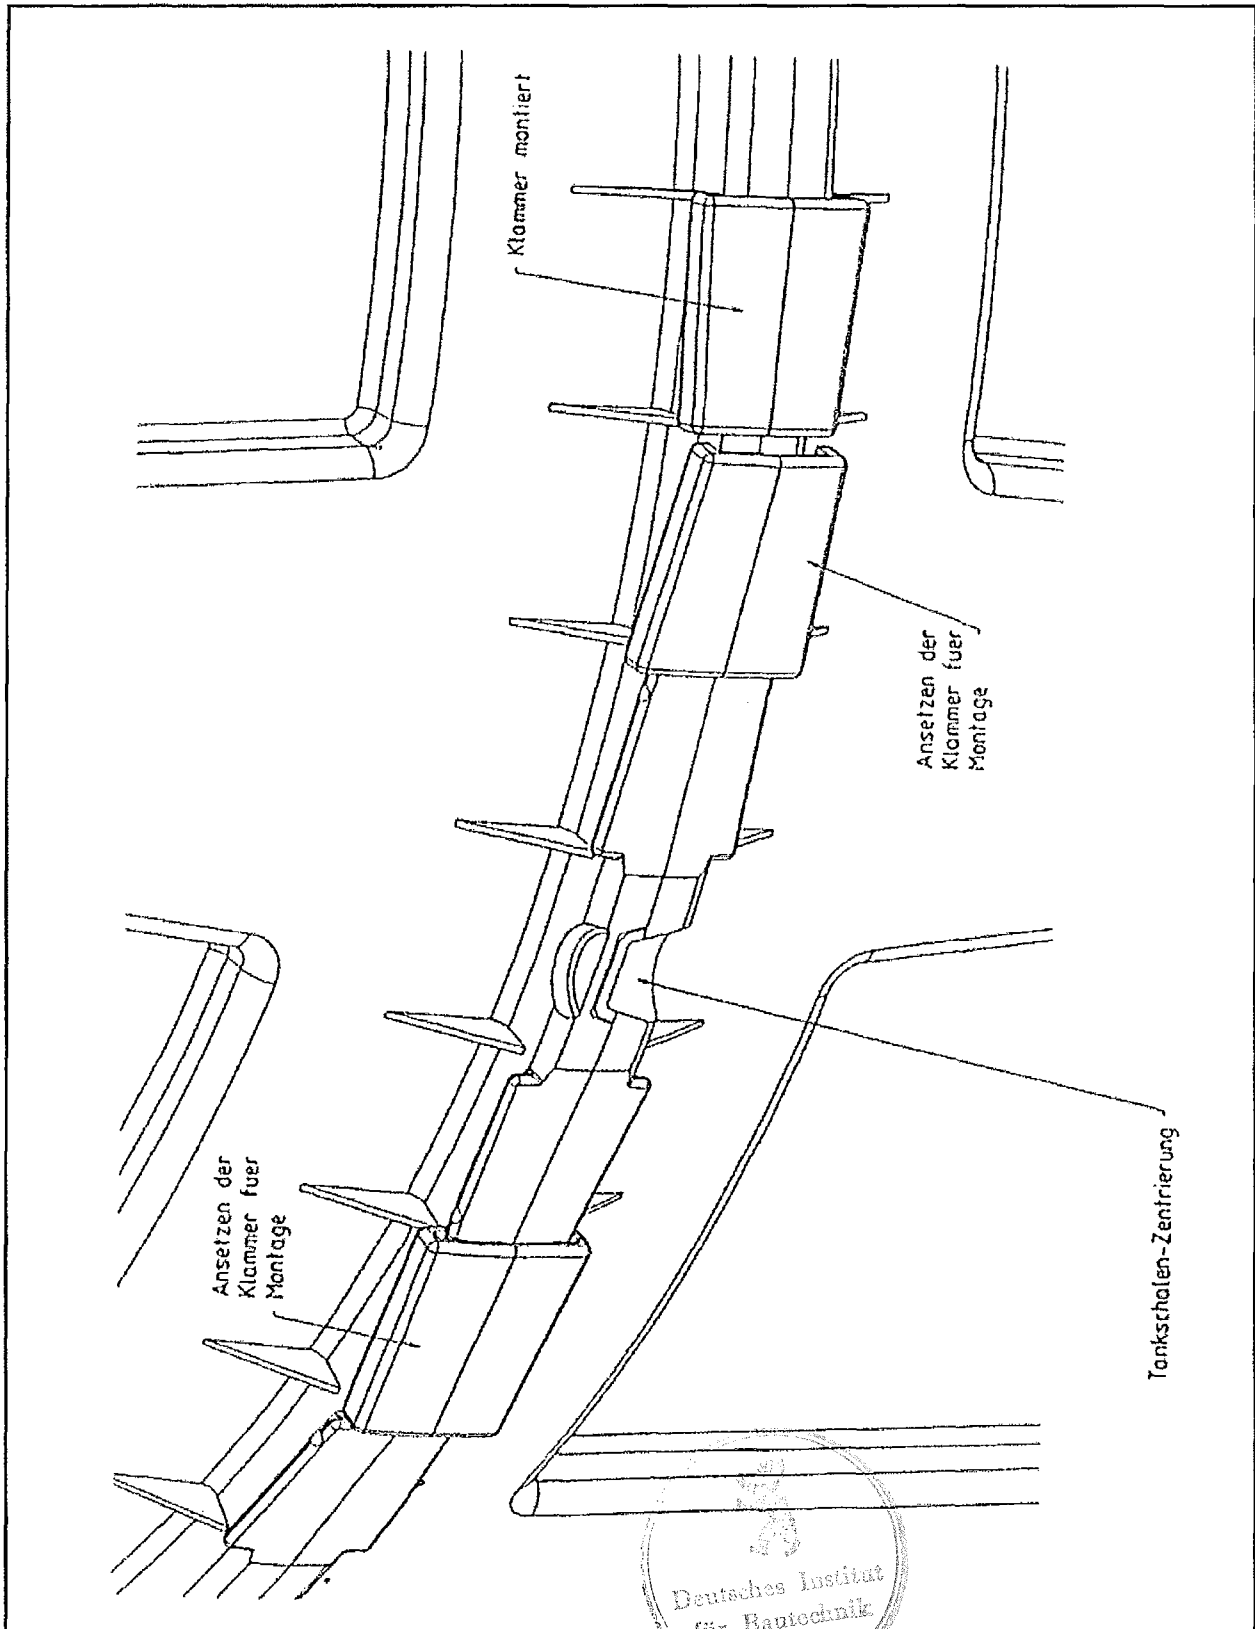 Klammer montiert
Ansetzen der
Klammer fuer
Montage
Ansetzen der
Klammer fuer
Montage
Tankschalen-Zentrierung
Deutsches Institut
für Bautechnik